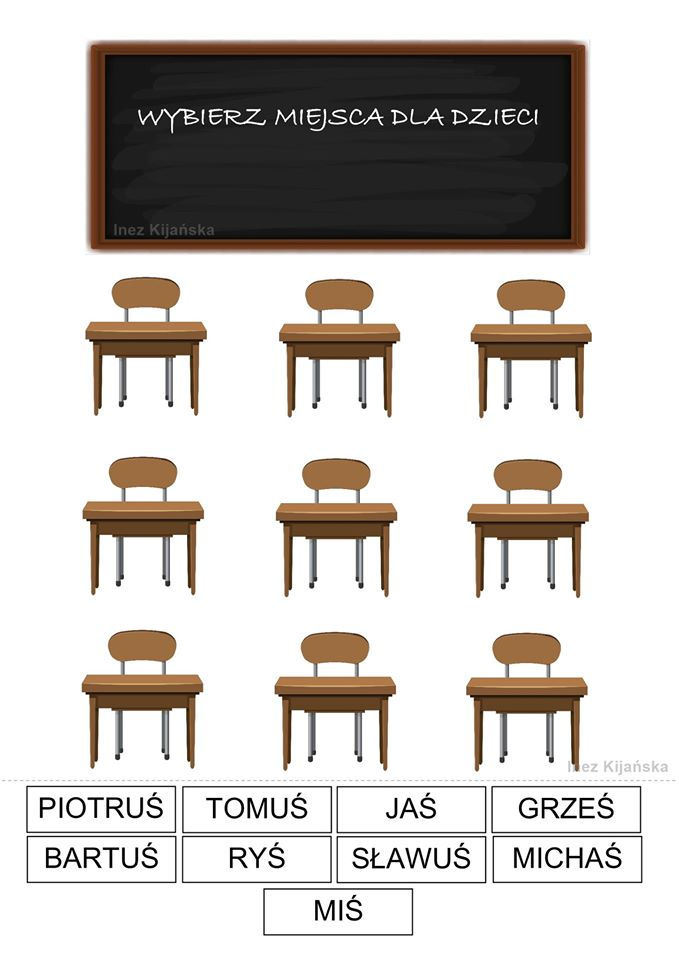 WYBIERZ MIEJSCA DLA DZIECI
Inez Kijańska
Inez Kijańska
PIOTRUŚ TOMUŚ JAŚ GRZEŚ
BARTUŚ RYŚ SŁAWUŚ MICHAŚ
MIŚ